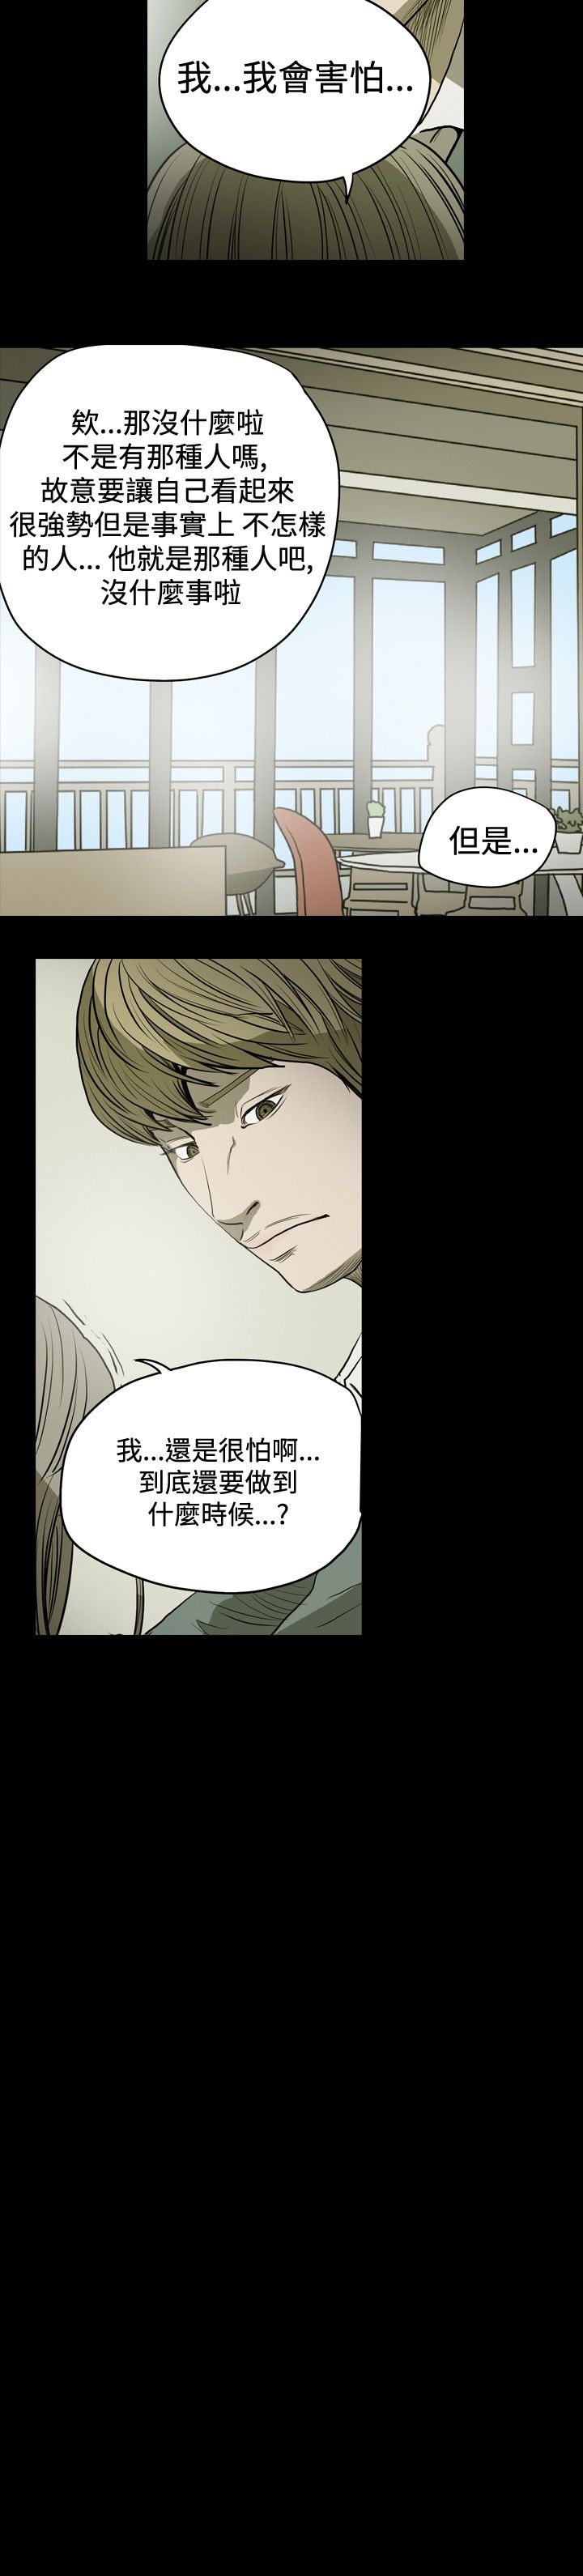 我...我會害怕...
欸...那沒什麼啦
不是有那種人嗎,
故意要讓自己看起來
很強勢但是事實上 不怎樣
的人... 他就是那種人吧,
沒什麼事啦
但是...
我...還是很怕啊...
到底還要做到
什麼時候...?